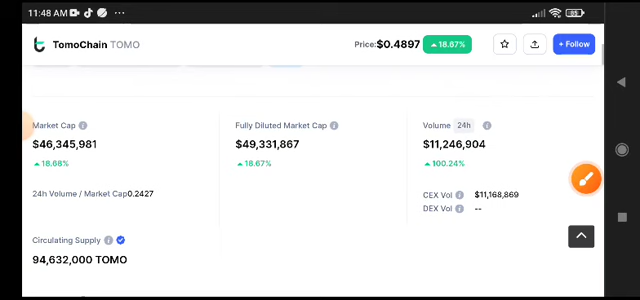 11:48 AM
TomoChain TOMO
Price:$0.4897 18.67%
+ Follow
Market Cap
$46,345,981
18.68%
24h Volume / Market Cap0.2427
Fully Diluted Market Cap
$49,331,867
18.67%
Volume 24h
$11,246,904
100.24%
CEX Vol $11,168,869
DEX Vol --
Circulating Supply
94,632,000 TOMO